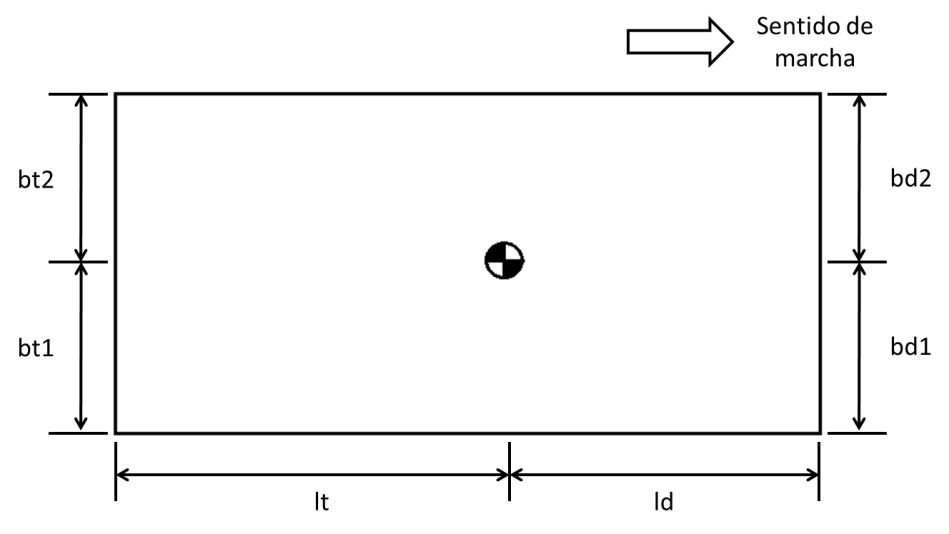 Sentido de
marcha
bt2
bd2
bt1
bd1
lt
ld